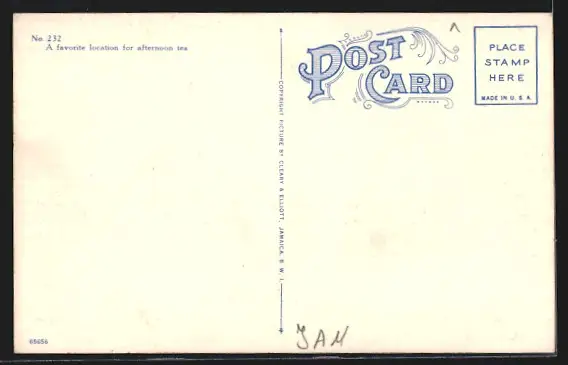 No. 232
A favorite location for afternoon tea
POST
CARD
PLACE
STAMP
HERE
MADE IN U. S. A.
COPYRIGHT PICTURE BY CLEARY & ELLIOTT, JAMAICA, B. W. I.
65656
JAM